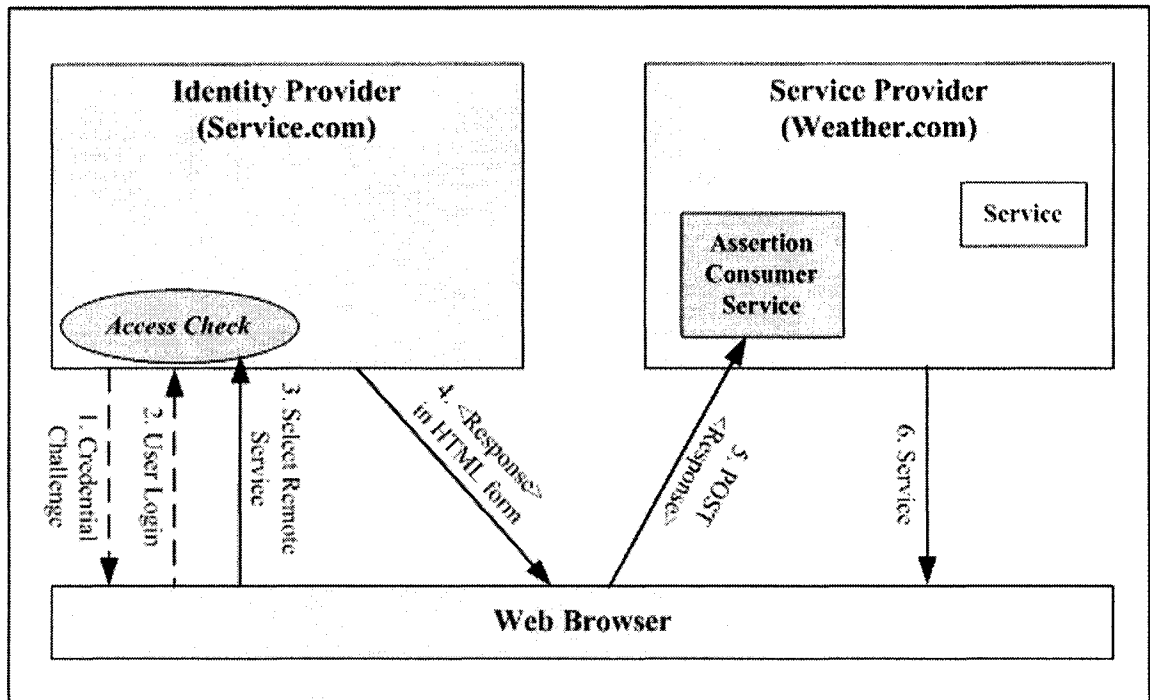 Identity Provider
(Service.com)
Service Provider
(Weather.com)
Service
Assertion
Consumer
Service
Access Check
1. Credential
Challenge
2. User Login
3. Select Remote
Service
4. <Response>
in HTML form
5. POST
<Response>
6. Service
Web Browser